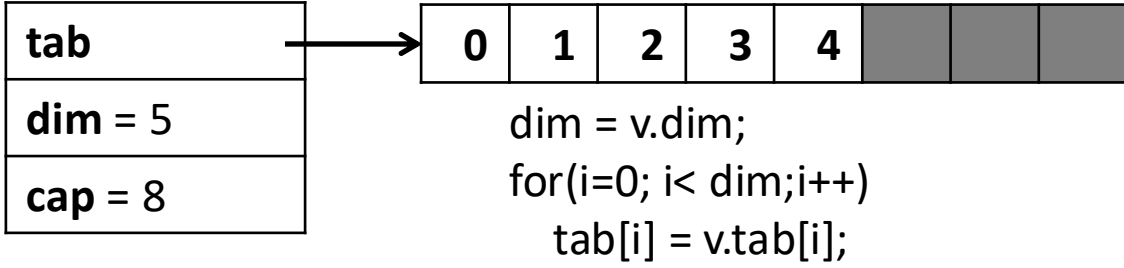 tab
0 1 2 3 4
dim = 5
cap = 8
dim = v.dim;
for(i=0; i< dim;i++)
tab[i] = v.tab[i];